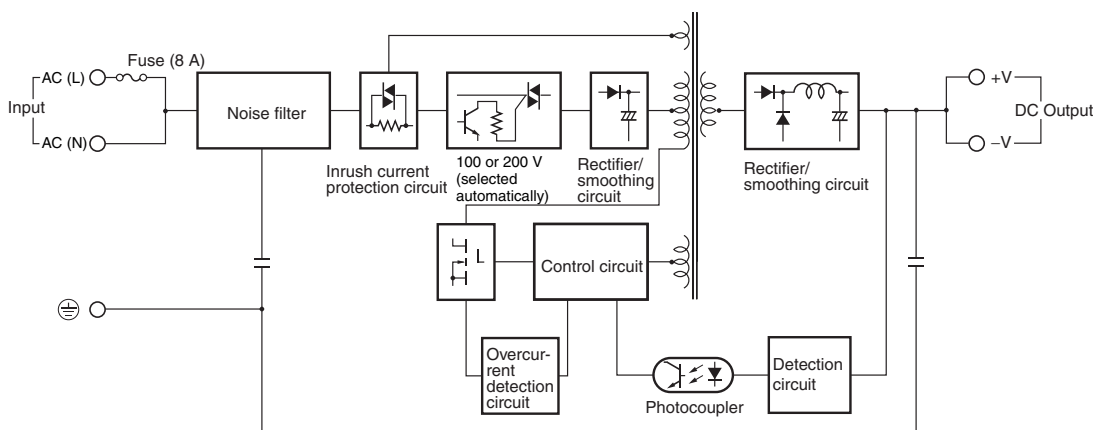 Fuse (8 A)
AC (L)
Input
AC (N)
Noise filter
Inrush current
protection circuit
100 or 200 V
(selected
automatically)
Rectifier/
smoothing
circuit
Rectifier/
smoothing circuit
+V
DC Output
–V
Control circuit
Overcur-
rent
detection
circuit
Photocoupler
Detection
circuit